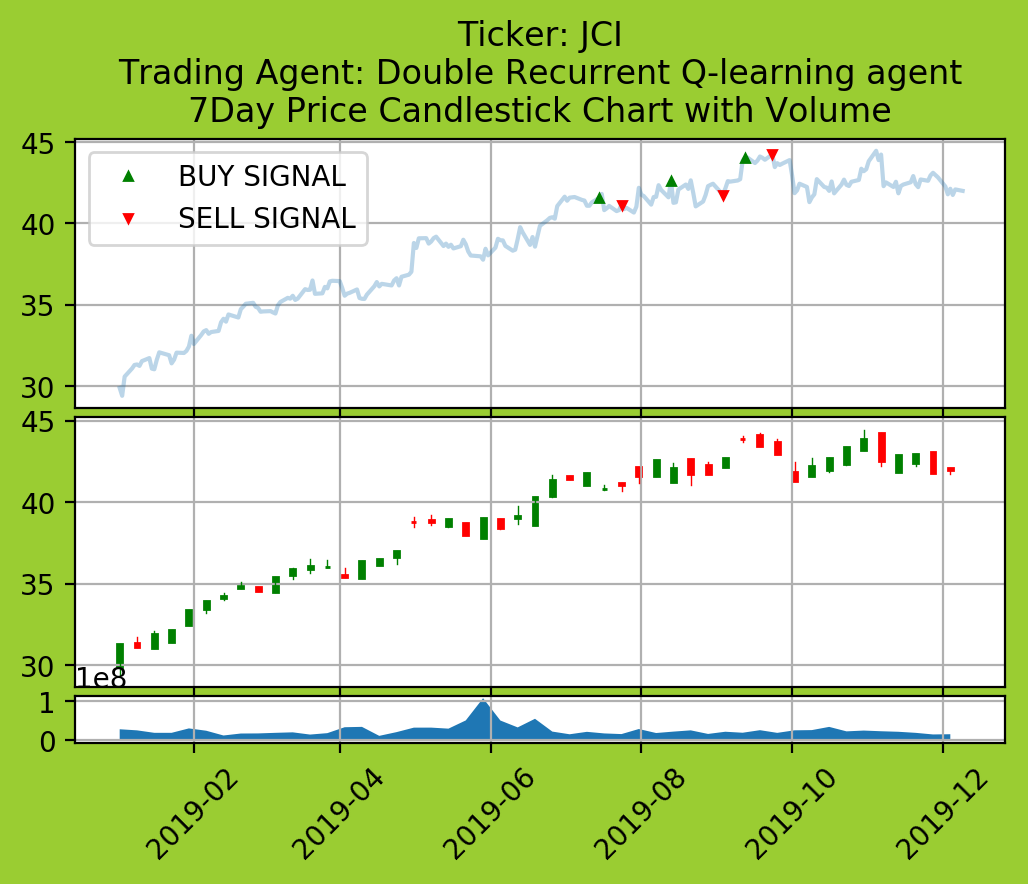 Ticker: JCI
Trading Agent: Double Recurrent Q-learning agent
7Day Price Candlestick Chart with Volume
45
40
35
30
BUY SIGNAL
SELL SIGNAL
45
40
35
30
1e8
1
0
2019-02
2019-04
2019-06
2019-08
2019-10
2019-12